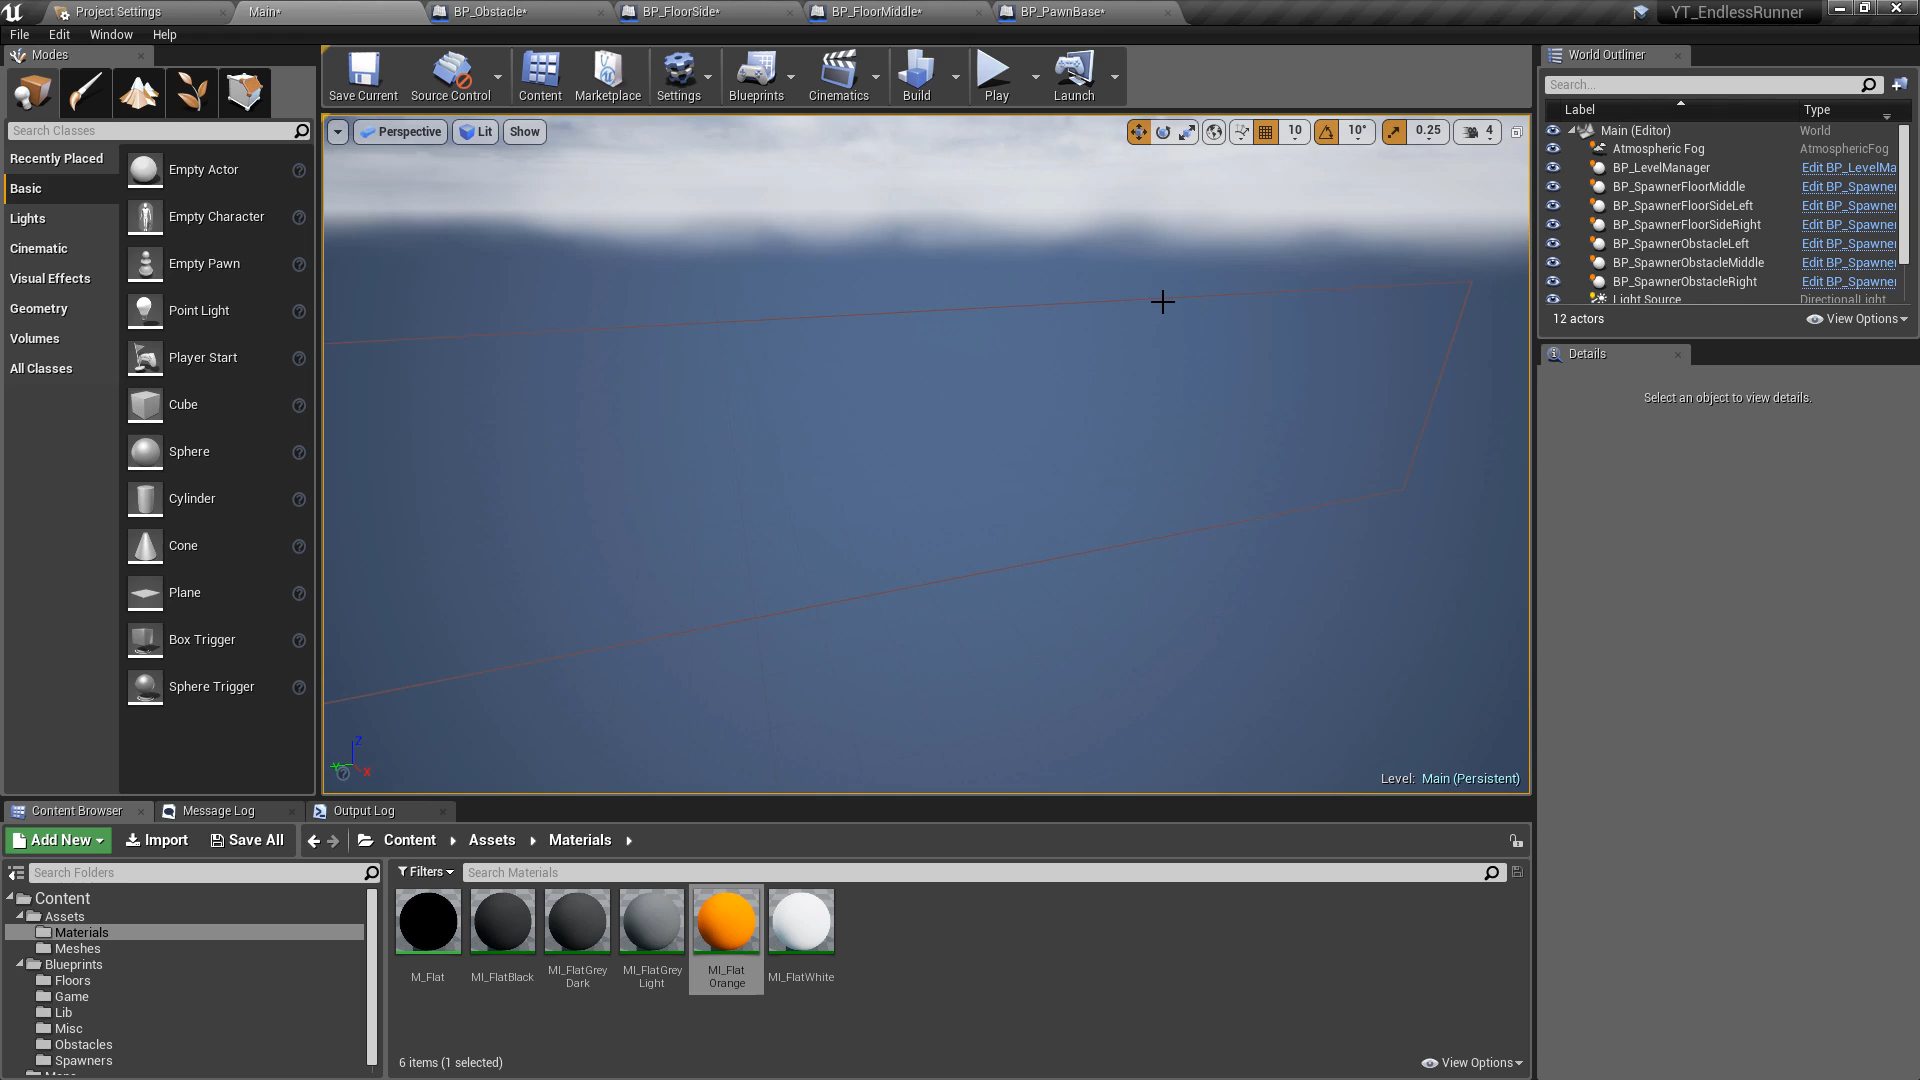 Project Settings
Main*
BP_Obstacle*
BP_FloorSide*
BP_FloorMiddle*
BP_PawnBase*
YT_EndlessRunner
File Edit Window Help
Modes
Search Classes
Recently Placed
Basic
Lights
Cinematic
Visual Effects
Geometry
Volumes
All Classes
Empty Actor
Empty Character
Empty Pawn
Point Light
Player Start
Cube
Sphere
Cylinder
Cone
Plane
Box Trigger
Sphere Trigger
Save Current
Source Control
Content
Marketplace
Settings
Blueprints
Cinematics
Build
Play
Launch
Perspective
Lit
Show
10
10°
0.25
4
Z
Y
X
Level: Main (Persistent)
World Outliner
Search...
Label Type
Main (Editor) World
Atmospheric Fog AtmosphericFog
BP_LevelManager Edit BP_LevelMa
BP_SpawnerFloorMiddle Edit BP_Spawner
BP_SpawnerFloorSideLeft Edit BP_Spawner
BP_SpawnerFloorSideRight Edit BP_Spawner
BP_SpawnerObstacleLeft Edit BP_Spawner
BP_SpawnerObstacleMiddle Edit BP_Spawner
BP_SpawnerObstacleRight Edit BP_Spawner
Light Source DirectionalLight
12 actors
View Options
Details
Select an object to view details.
Content Browser
Message Log
Output Log
Add New
Import
Save All
Content
Assets
Materials
Search Folders
Content
Assets
Materials
Meshes
Blueprints
Floors
Game
Lib
Misc
Obstacles
Spawners
Filters
Search Materials
M_Flat
MI_FlatBlack
MI_FlatGrey
Dark
MI_FlatGrey
Light
MI_Flat
Orange
MI_FlatWhite
6 items (1 selected)
View Options